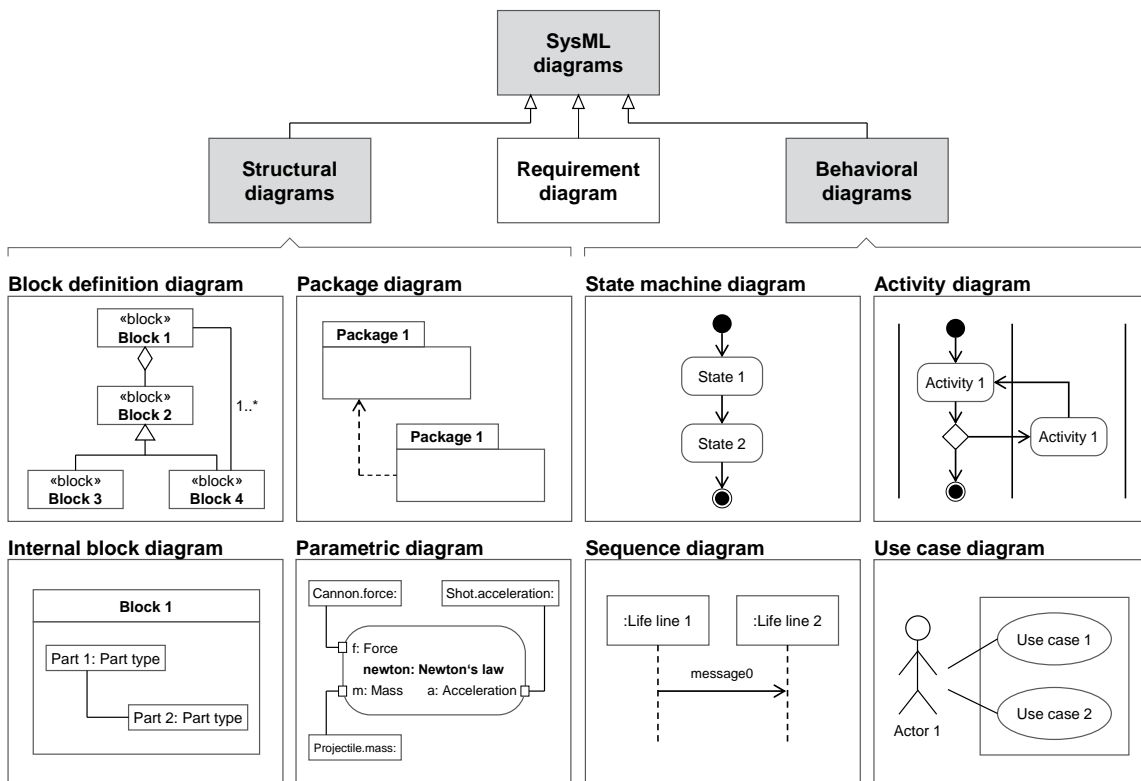 SysML
diagrams
Structural
diagrams
Requirement
diagram
Behavioral
diagrams
Block definition diagram
«block»
Block 1
«block»
Block 2
1..*
«block»
Block 3
«block»
Block 4
Package diagram
Package 1
Package 1
State machine diagram
State 1
State 2
Activity diagram
Activity 1
Activity 1
Internal block diagram
Block 1
Part 1: Part type
Part 2: Part type
Parametric diagram
Cannon.force:
Shot.acceleration:
f: Force
newton: Newton‘s law
m: Mass
a: Acceleration
Projectile.mass:
Sequence diagram
:Life line 1
:Life line 2
message0
Use case diagram
Use case 1
Use case 2
Actor 1